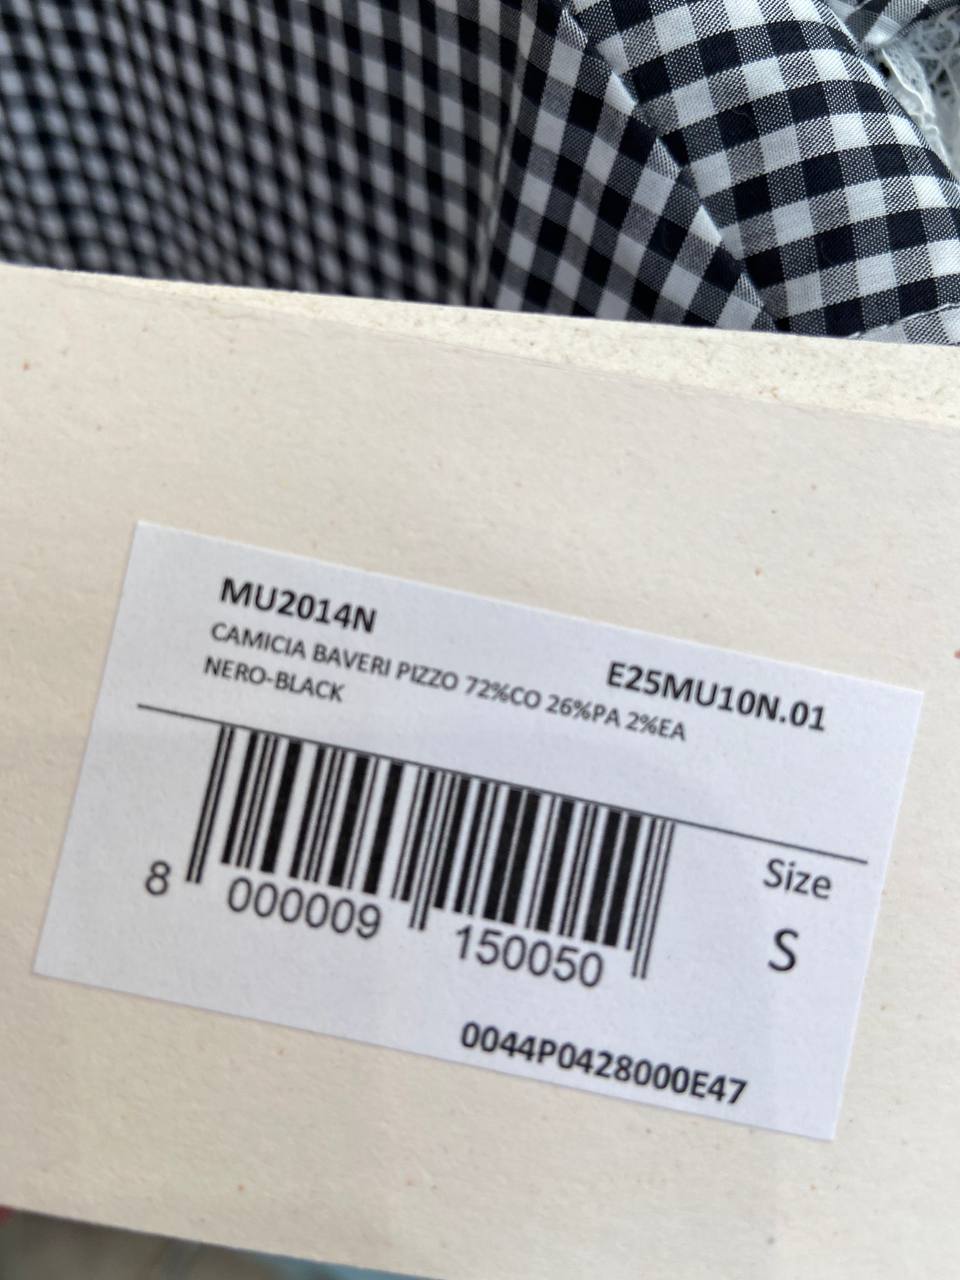 MU2014N
E25MU10N.01
CAMICIA BAVERI PIZZO 72%CO 26%PA 2%EA
NERO-BLACK
Size
S
8 000009 150050
0044P0428000E47